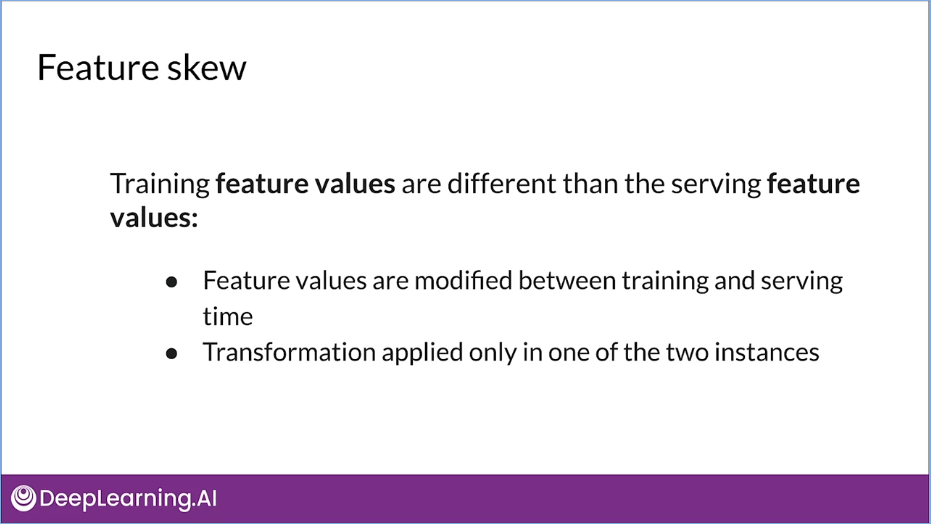 Feature skew
Training feature values are different than the serving feature
values:
● Feature values are modified between training and serving
time
● Transformation applied only in one of the two instances
DeepLearning.AI